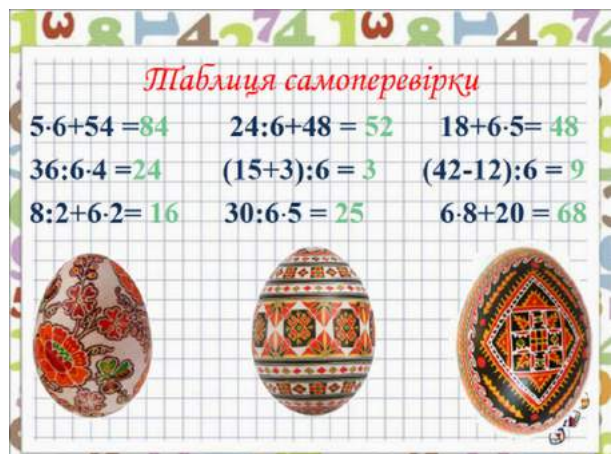 Таблиця самоперевірки
5·6+54 =84 24:6+48 = 52 18+6·5= 48
36:6·4 =24 (15+3):6 = 3 (42-12):6 = 9
8:2+6·2= 16 30:6·5 = 25 6·8+20 = 68